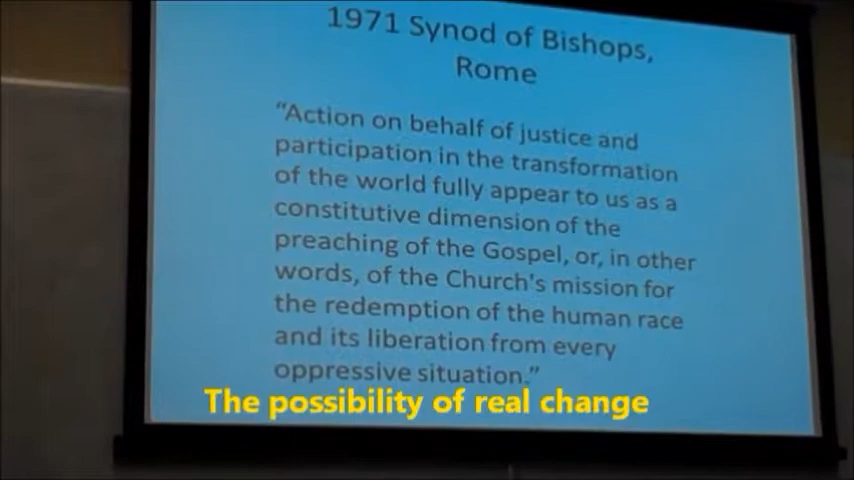 1971 Synod of Bishops,
Rome
“Action on behalf of justice and
participation in the transformation
of the world fully appear to us as a
constitutive dimension of the
preaching of the Gospel, or, in other
words, of the Church's mission for
the redemption of the human race
and its liberation from every
oppressive situation.”
The possibility of real change